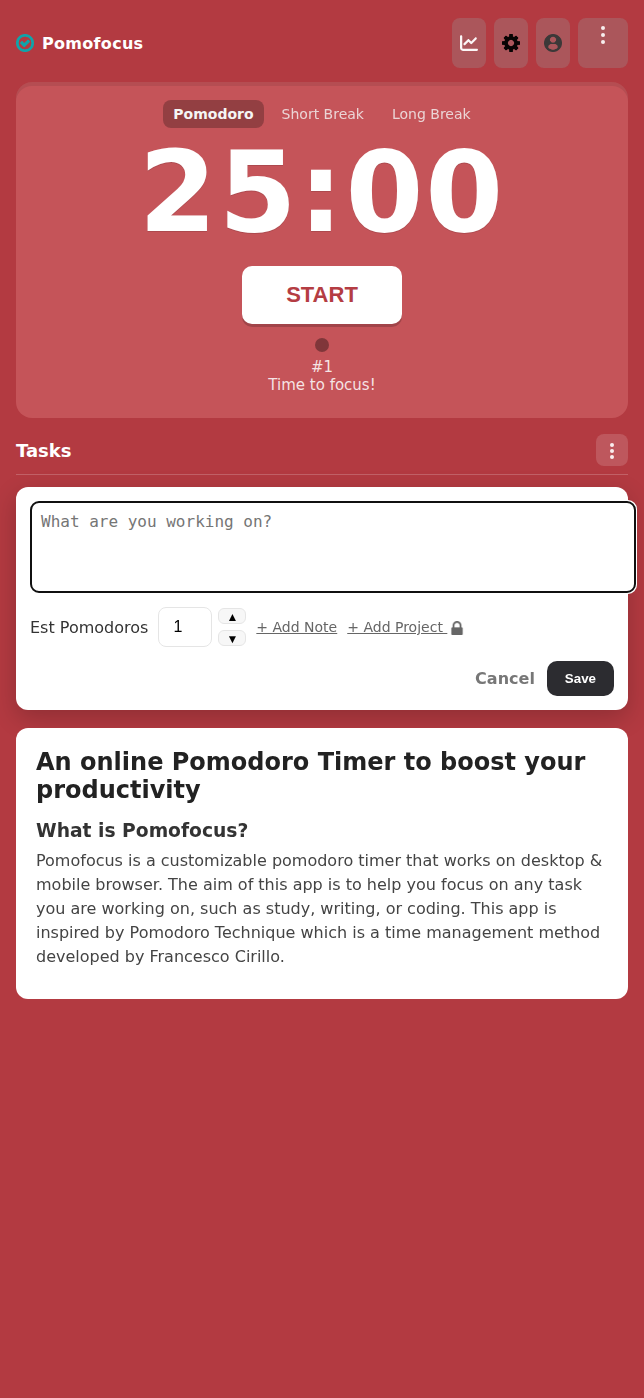 Pomofocus
Pomodoro Short Break Long Break
25:00
START
#1
Time to focus!
Tasks
What are you working on?
Est Pomodoros 1 ▲ ▼ + Add Note + Add Project
Cancel Save
An online Pomodoro Timer to boost your
productivity
What is Pomofocus?
Pomofocus is a customizable pomodoro timer that works on desktop &
mobile browser. The aim of this app is to help you focus on any task
you are working on, such as study, writing, or coding. This app is
inspired by Pomodoro Technique which is a time management method
developed by Francesco Cirillo.